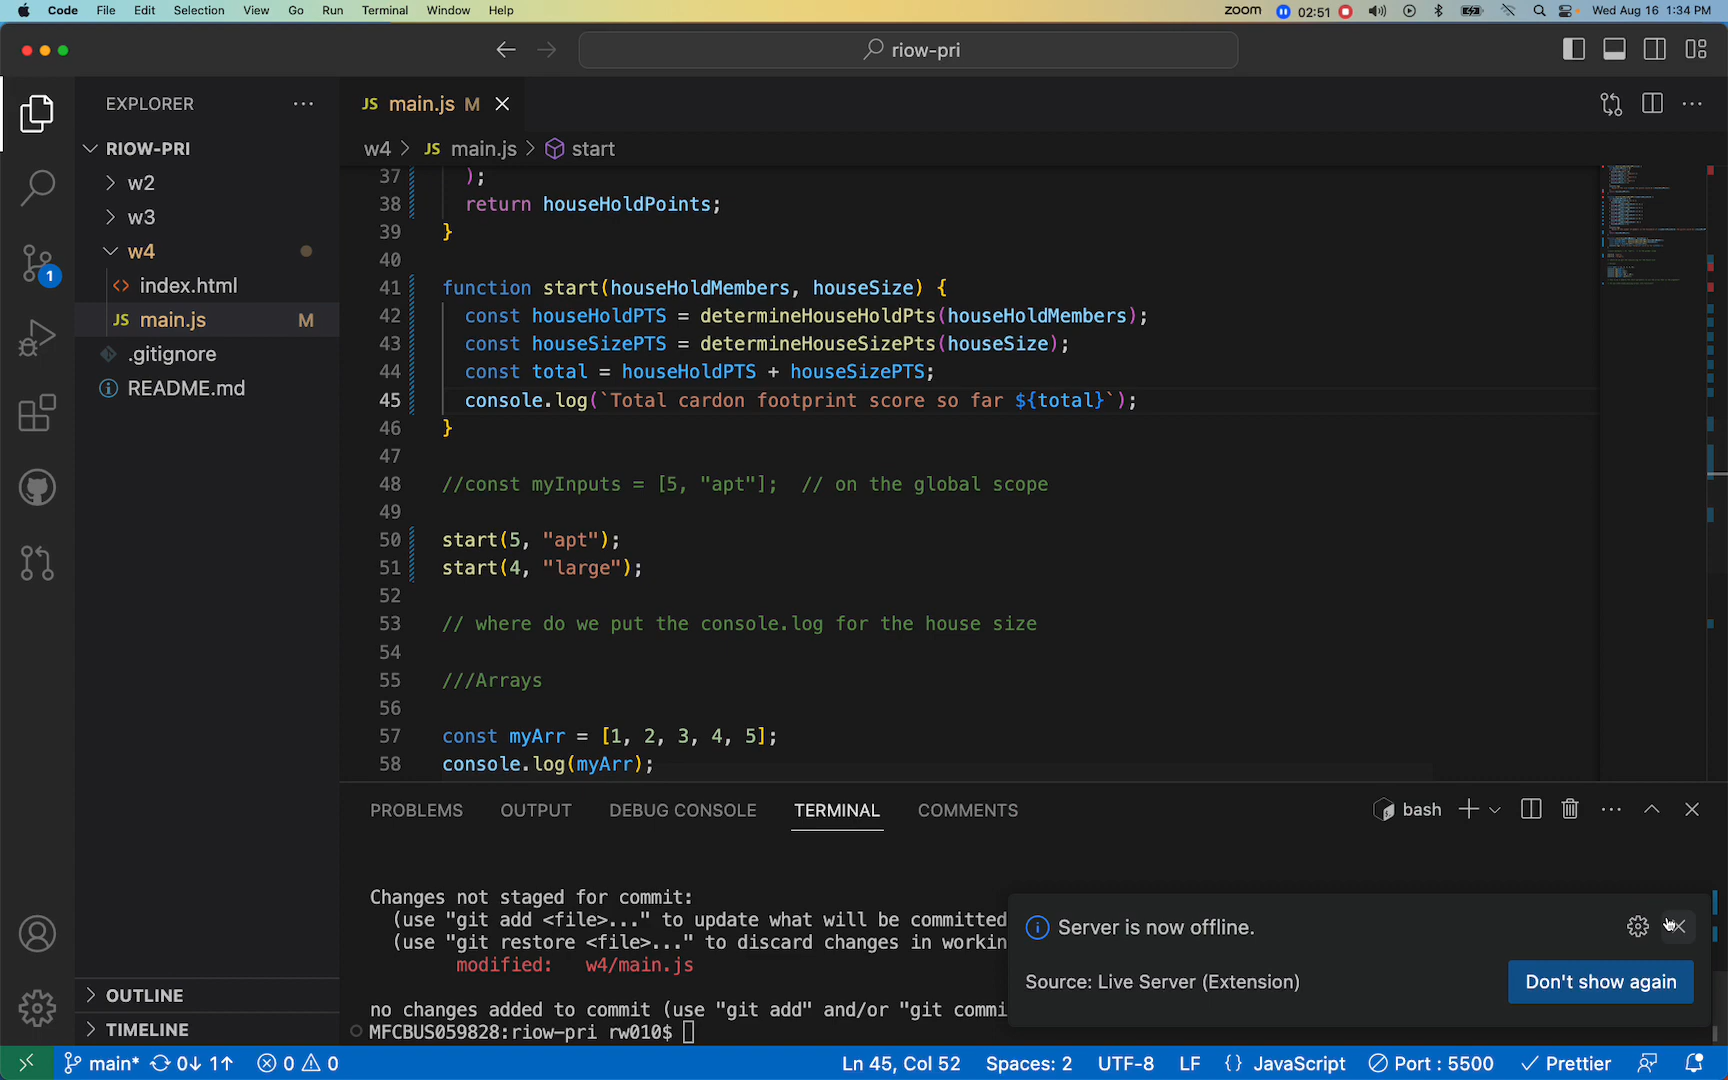 Code File Edit Selection View Go Run Terminal Window Help zoom 02:51 Wed Aug 16 1:34 PM
riow-pri
EXPLORER
RIOW-PRI
w2
w3
w4
<> index.html
JS main.js M
.gitignore
README.md
OUTLINE
TIMELINE
1
JS main.js M
w4 > JS main.js > start
37 );
38 return houseHoldPoints;
39 }
40
41 function start(houseHoldMembers, houseSize) {
42 const houseHoldPTS = determineHouseHoldPts(houseHoldMembers);
43 const houseSizePTS = determineHouseSizePts(houseSize);
44 const total = houseHoldPTS + houseSizePTS;
45 console.log(`Total cardon footprint score so far ${total}`);
46 }
47
48 //const myInputs = [5, "apt"]; // on the global scope
49
50 start(5, "apt");
51 start(4, "large");
52
53 // where do we put the console.log for the house size
54
55 ///Arrays
56
57 const myArr = [1, 2, 3, 4, 5];
58 console.log(myArr);
PROBLEMS OUTPUT DEBUG CONSOLE TERMINAL COMMENTS bash
Changes not staged for commit:
(use "git add <file>..." to update what will be committed
(use "git restore <file>..." to discard changes in workin
modified: w4/main.js
no changes added to commit (use "git add" and/or "git commi
MFCBUS059828:riow-pri rw010$
Server is now offline.
Source: Live Server (Extension)
Don't show again
main* 0↓ 1↑ 0 0 Ln 45, Col 52 Spaces: 2 UTF-8 LF {} JavaScript Port : 5500 Prettier